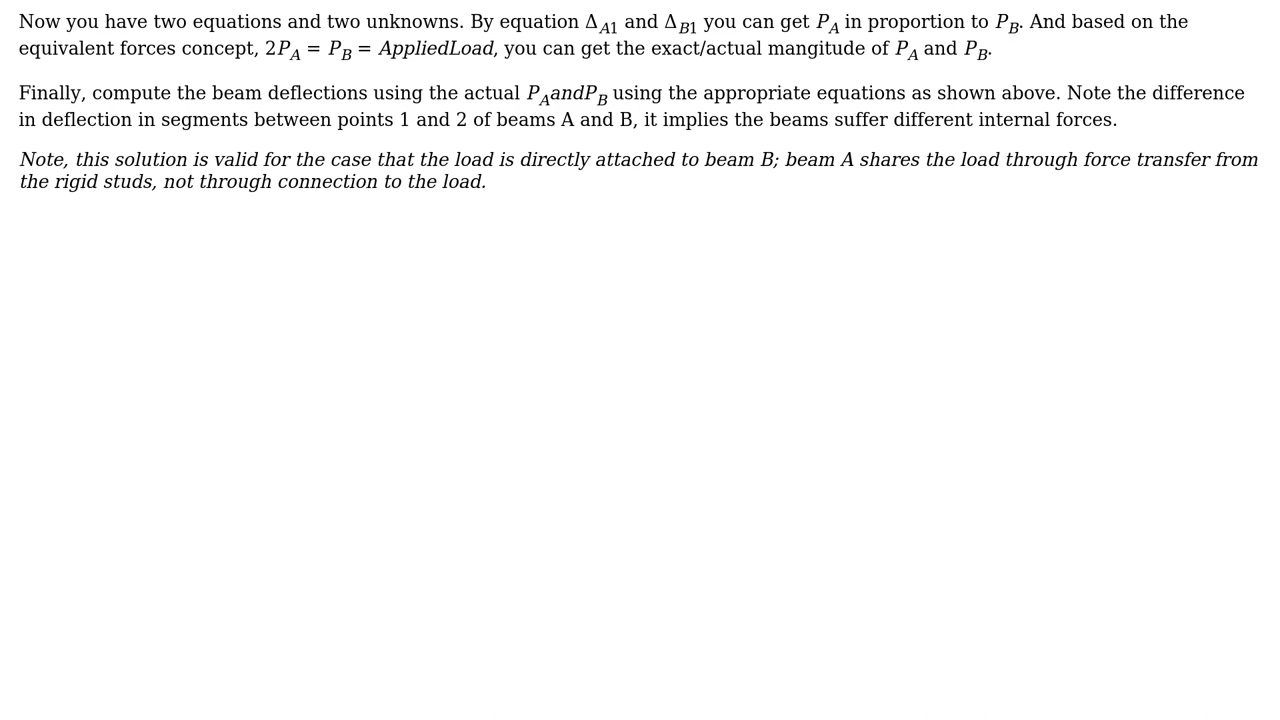 Now you have two equations and two unknowns. By equation Δ_A1 and Δ_B1 you can get P_A in proportion to P_B. And based on the
equivalent forces concept, 2P_A = P_B = AppliedLoad, you can get the exact/actual mangitude of P_A and P_B.
Finally, compute the beam deflections using the actual P_AandP_B using the appropriate equations as shown above. Note the difference
in deflection in segments between points 1 and 2 of beams A and B, it implies the beams suffer different internal forces.
Note, this solution is valid for the case that the load is directly attached to beam B; beam A shares the load through force transfer from
the rigid studs, not through connection to the load.